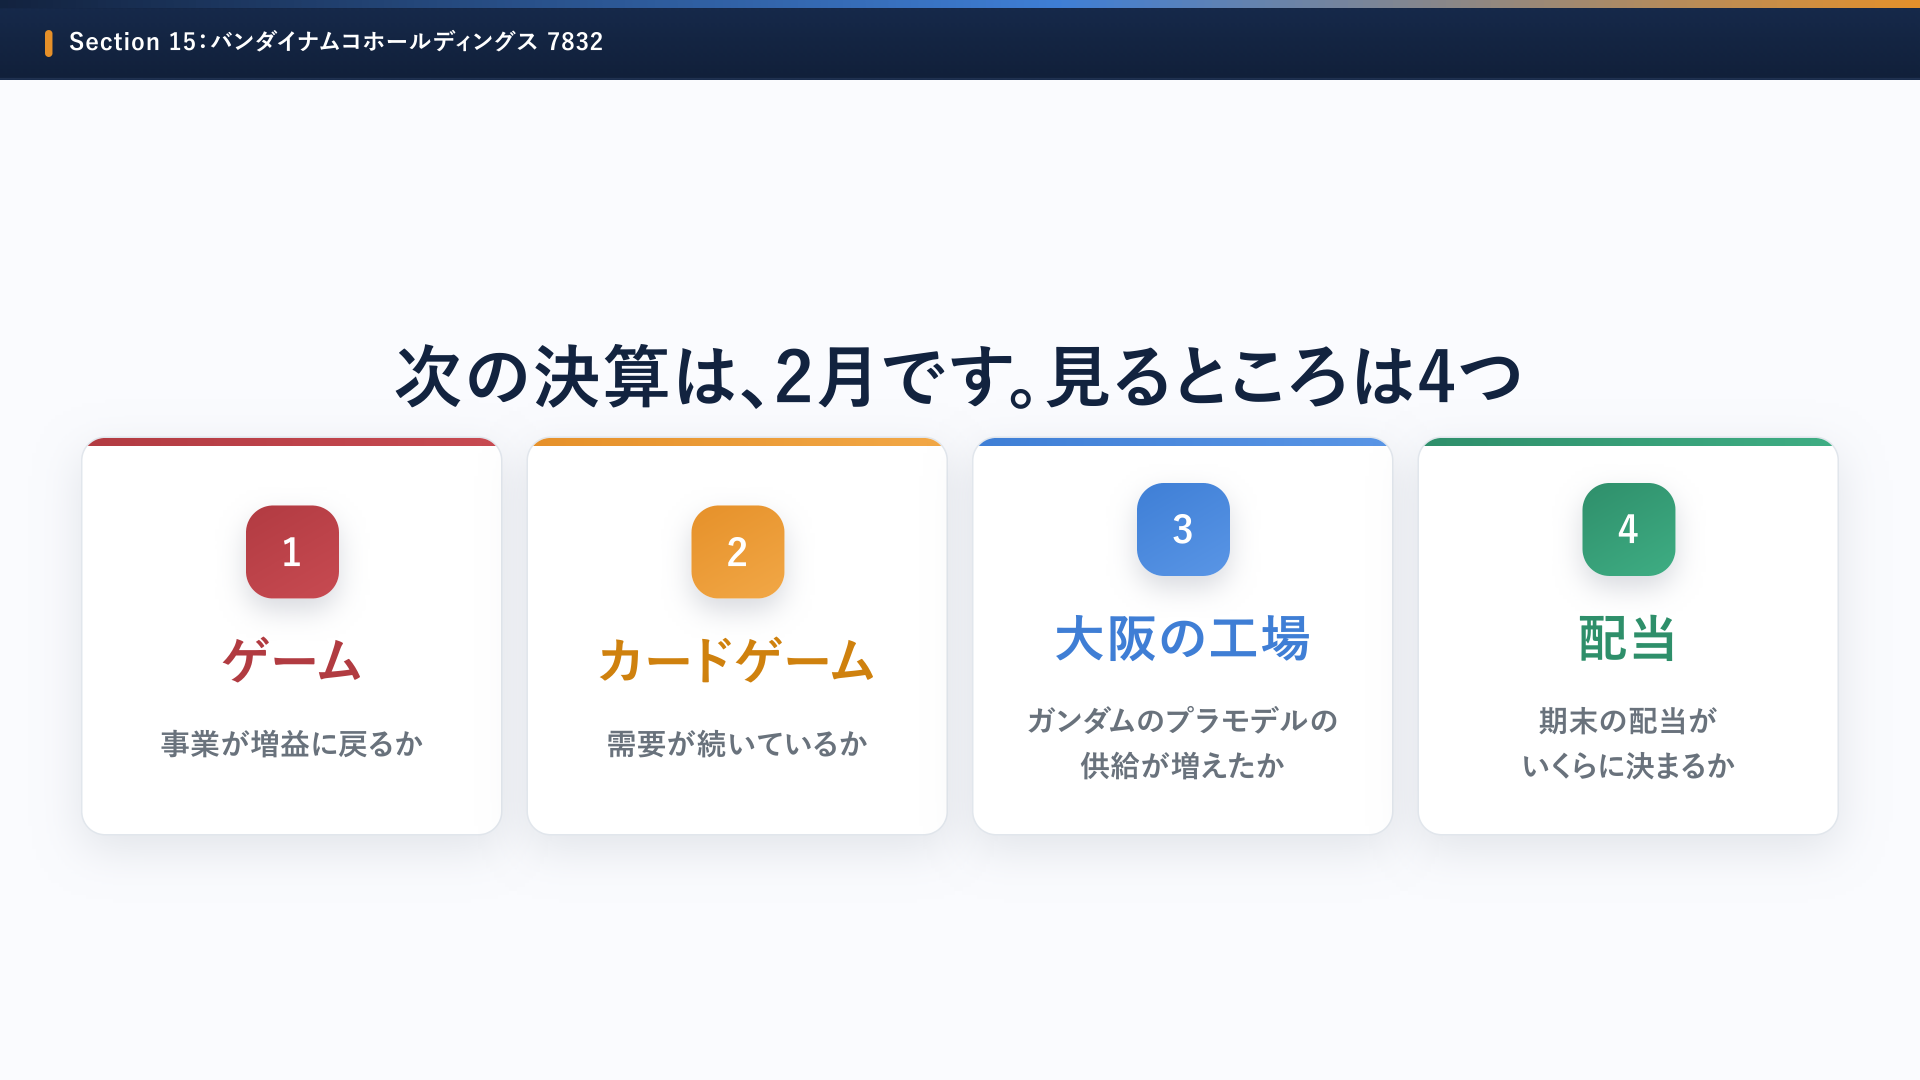 Section 15：バンダイナムコホールディングス 7832
次の決算は、2月です。見るところは4つ
1
ゲーム
事業が増益に戻るか
2
カードゲーム
需要が続いているか
3
大阪の工場
ガンダムのプラモデルの
供給が増えたか
4
配当
期末の配当が
いくらに決まるか